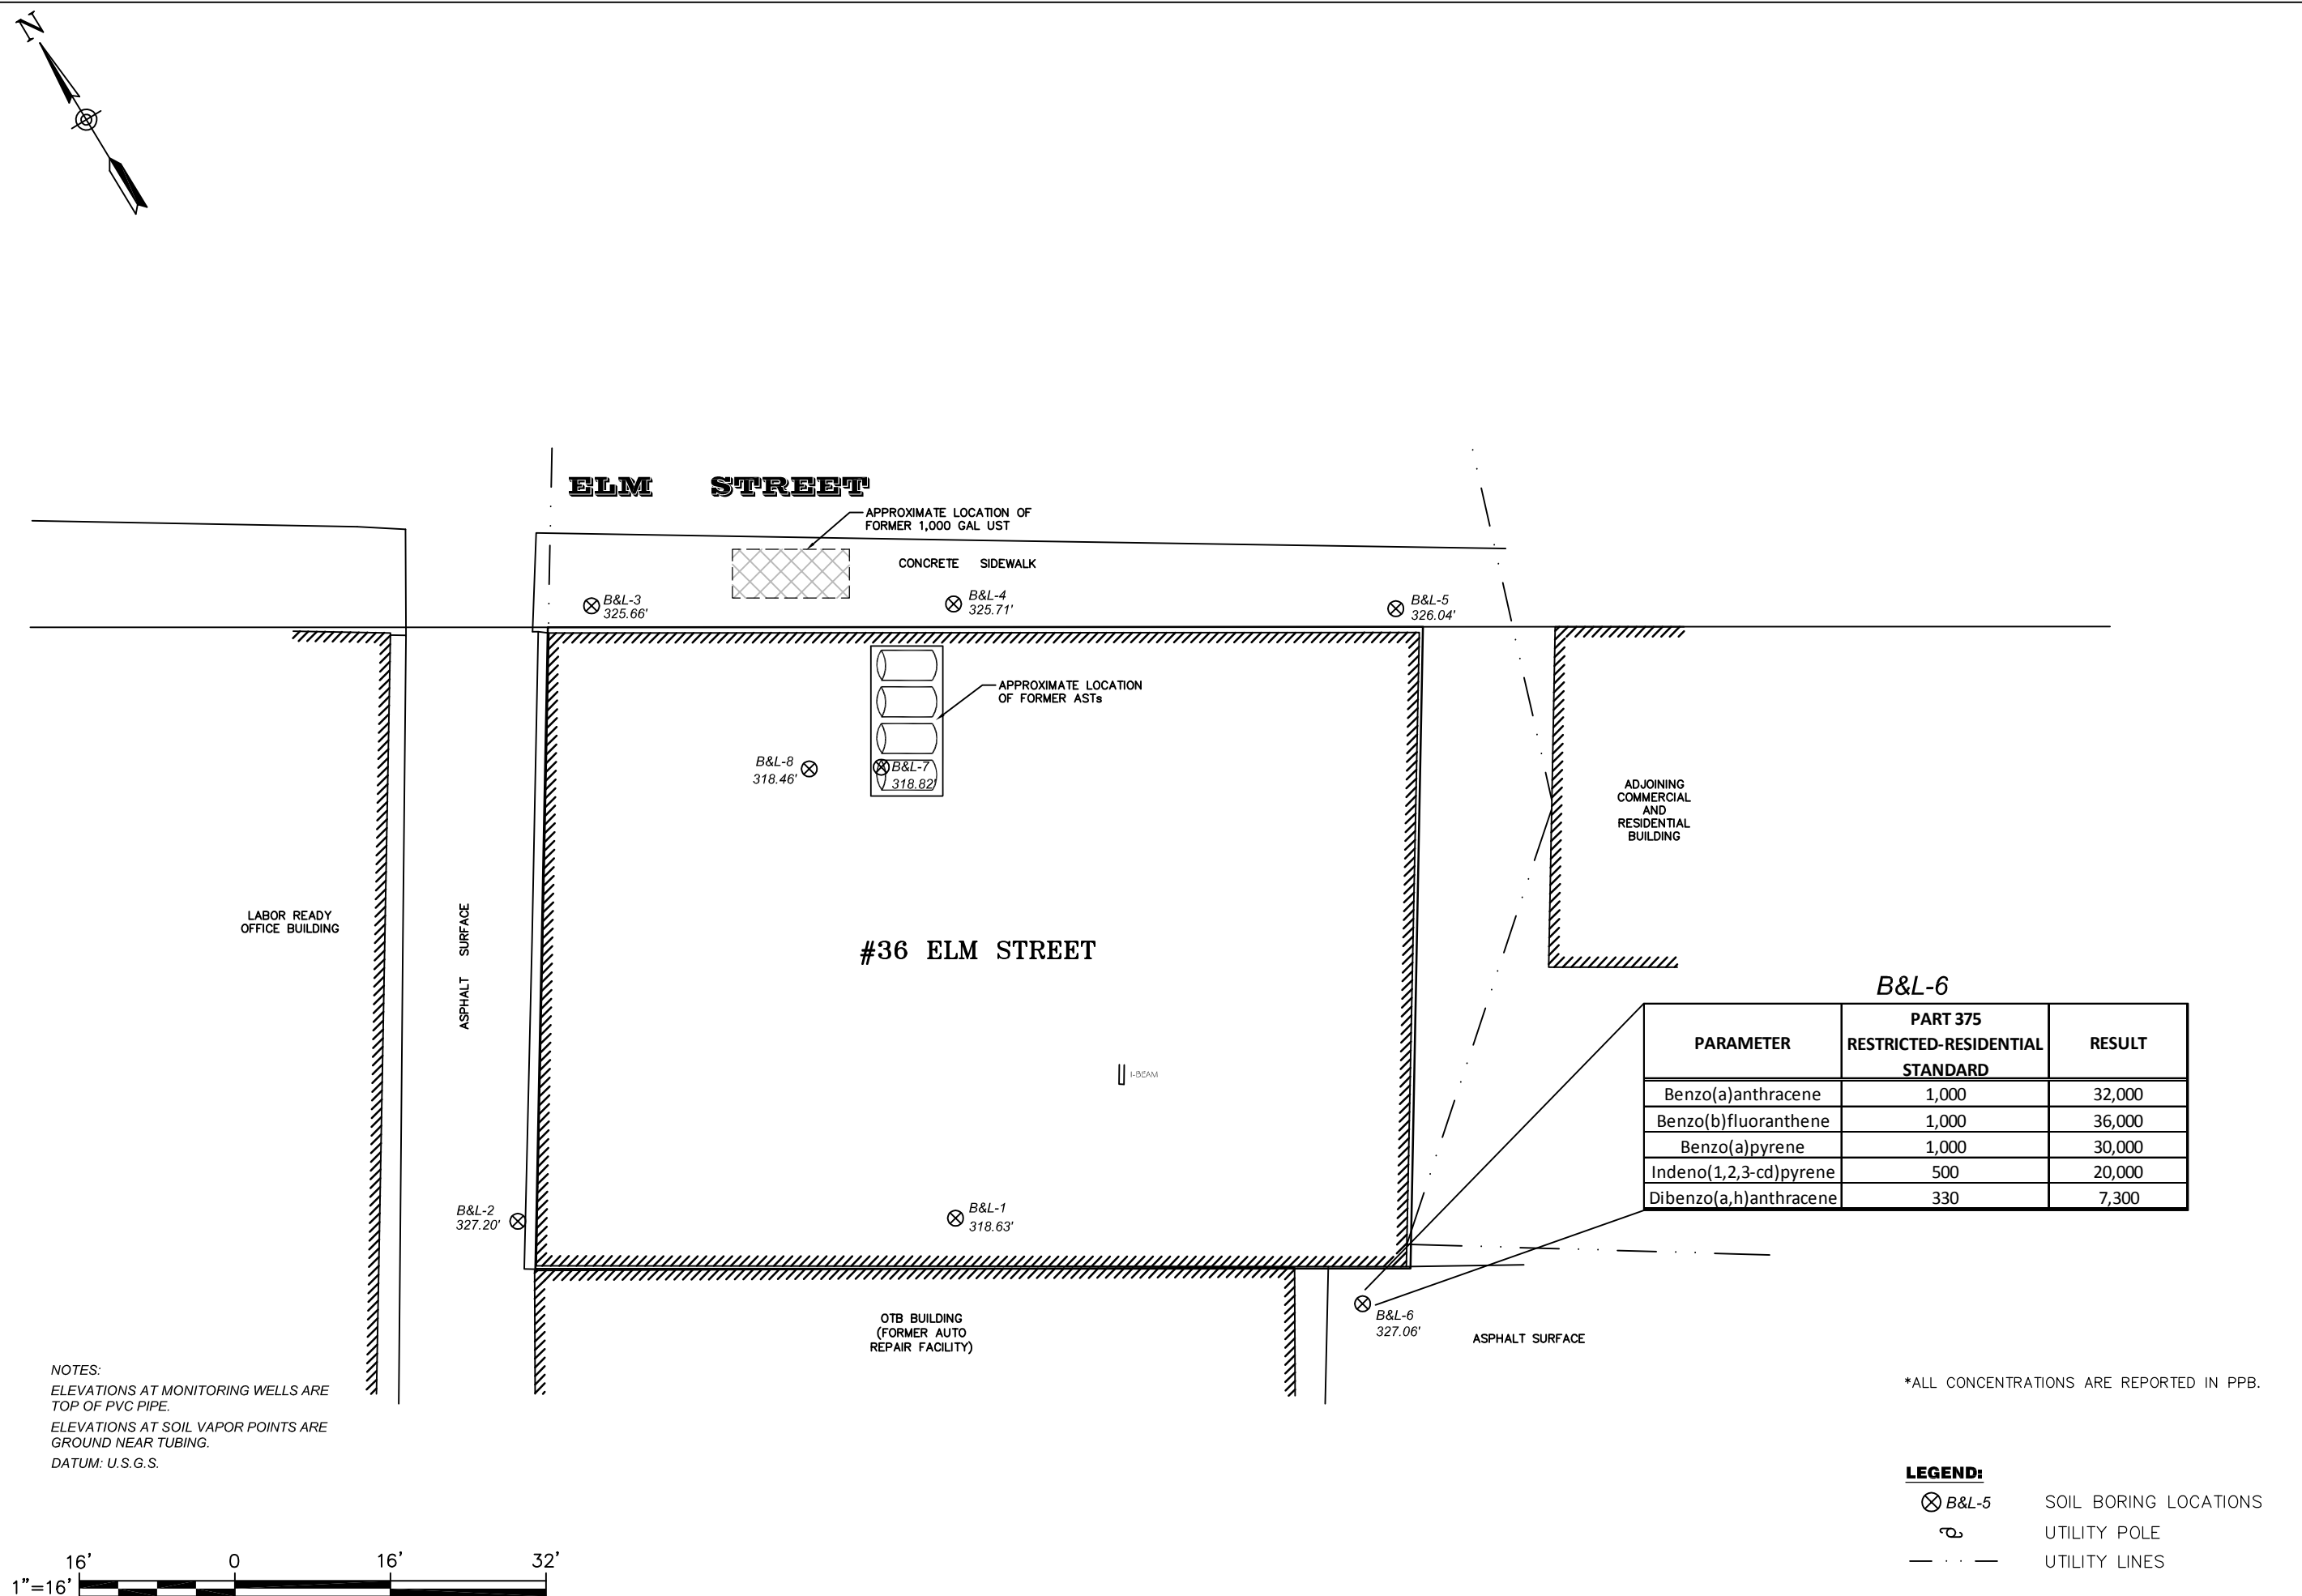 N
ELM STREET
APPROXIMATE LOCATION OF
FORMER 1,000 GAL UST
CONCRETE SIDEWALK
B&L-3
325.66'
B&L-4
325.71'
B&L-5
326.04'
APPROXIMATE LOCATION
OF FORMER ASTs
B&L-8
318.46'
B&L-7
318.82'
ADJOINING
COMMERCIAL
AND
RESIDENTIAL
BUILDING
LABOR READY
OFFICE BUILDING
ASPHALT SURFACE
#36 ELM STREET
I-BEAM
B&L-6
PARAMETER
PART 375
RESTRICTED-RESIDENTIAL
STANDARD
RESULT
Benzo(a)anthracene 1,000 32,000
Benzo(b)fluoranthene 1,000 36,000
Benzo(a)pyrene 1,000 30,000
Indeno(1,2,3-cd)pyrene 500 20,000
Dibenzo(a,h)anthracene 330 7,300
B&L-2
327.20'
B&L-1
318.63'
B&L-6
327.06'
OTB BUILDING
(FORMER AUTO
REPAIR FACILITY)
ASPHALT SURFACE
NOTES:
ELEVATIONS AT MONITORING WELLS ARE
TOP OF PVC PIPE.
ELEVATIONS AT SOIL VAPOR POINTS ARE
GROUND NEAR TUBING.
DATUM: U.S.G.S.
*ALL CONCENTRATIONS ARE REPORTED IN PPB.
LEGEND:
B&L-5 SOIL BORING LOCATIONS
UTILITY POLE
UTILITY LINES
16' 0 16' 32'
1"=16'